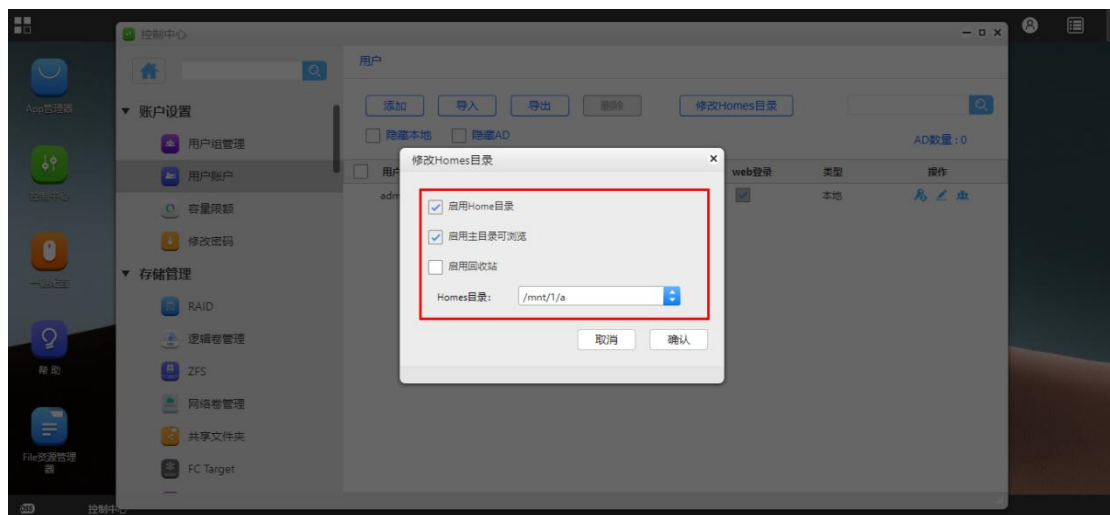 控制中心
用户
App管理器
账户设置
添加
导入
导出
删除
修改Homes目录
隐藏本地
隐藏AD
AD数量：0
用户组管理
修改Homes目录
用户账户
web登录
类型
操作
adm
本地
启用Home目录
容量限额
启用主目录可浏览
修改密码
启用回收站
存储管理
Homes目录：
/mnt/1/a
RAID
取消
确认
逻辑卷管理
帮助
ZFS
网络卷管理
共享文件夹
File资源管理
器
FC Target
控制中心